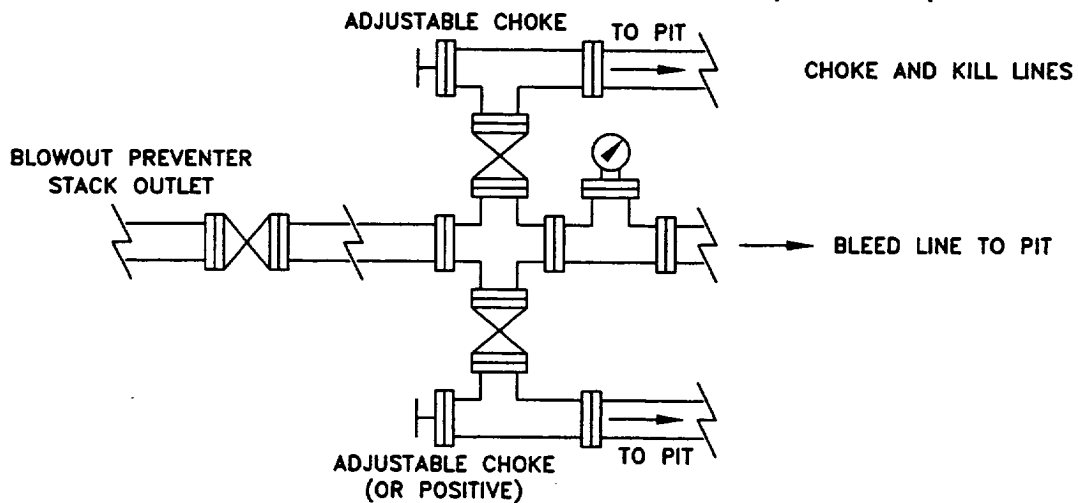 ADJUSTABLE CHOKE
TO PIT
CHOKE AND KILL LINES
BLOWOUT PREVENTER
STACK OUTLET
BLEED LINE TO PIT
TO PIT
ADJUSTABLE CHOKE
(OR POSITIVE)